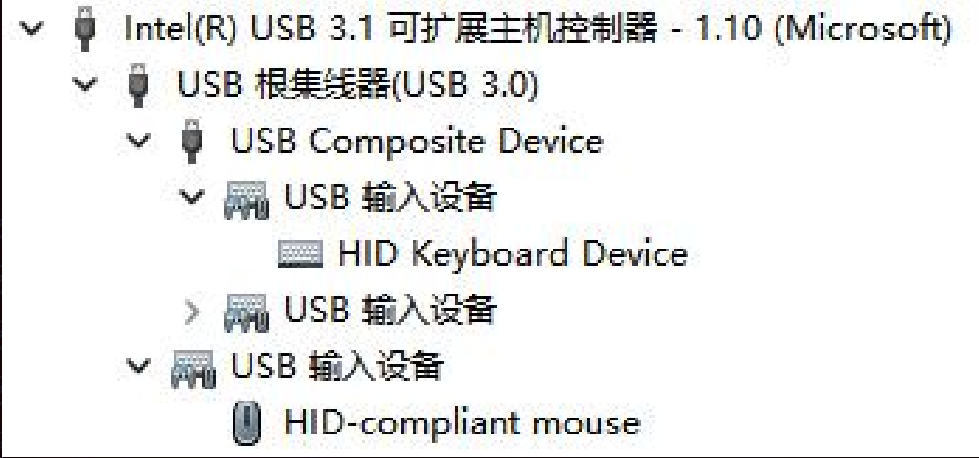 Intel(R) USB 3.1 可扩展主机控制器 - 1.10 (Microsoft)
USB 根集线器(USB 3.0)
USB Composite Device
USB 输入设备
HID Keyboard Device
USB 输入设备
USB 输入设备
HID-compliant mouse